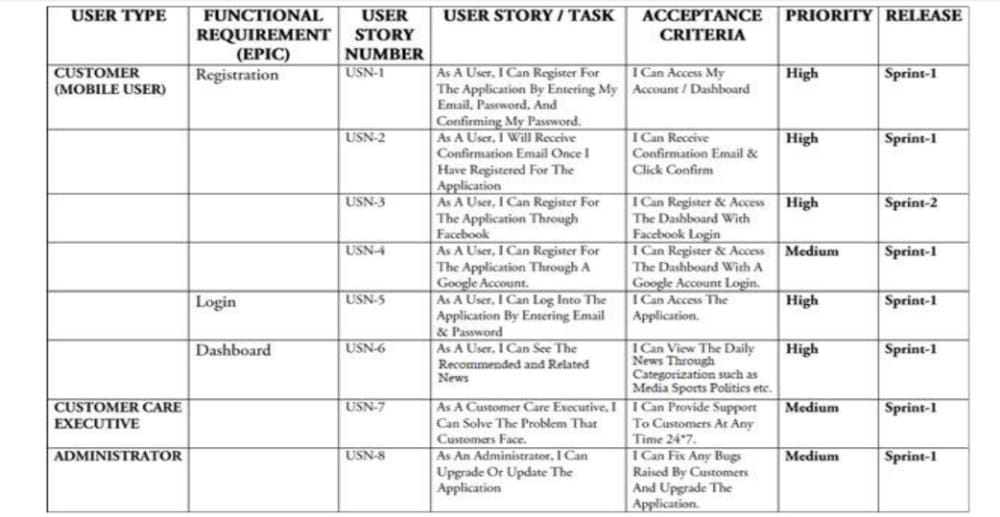 USER TYPE
FUNCTIONAL
REQUIREMENT
(EPIC)
USER
STORY
NUMBER
USER STORY / TASK
ACCEPTANCE
CRITERIA
PRIORITY
RELEASE
CUSTOMER
(MOBILE USER)
Registration
USN-1
As A User, I Can Register For
The Application By Entering My
Email, Password, And
Confirming My Password.
I Can Access My
Account / Dashboard
High
Sprint-1
USN-2
As A User, I Will Receive
Confirmation Email Once I
Have Registered For The
Application
I Can Receive
Confirmation Email &
Click Confirm
High
Sprint-1
USN-3
As A User, I Can Register For
The Application Through
Facebook
I Can Register & Access
The Dashboard With
Facebook Login
High
Sprint-2
USN-4
As A User, I Can Register For
The Application Through A
Google Account.
I Can Register & Access
The Dashboard With A
Google Account Login.
Medium
Sprint-1
Login
USN-5
As A User, I Can Log Into The
Application By Entering Email
& Password
I Can Access The
Application.
High
Sprint-1
Dashboard
USN-6
As A User, I Can See The
Recommended and Related
News
I Can View The Daily
News Through
Categorization such as
Media Sports Politics etc.
High
Sprint-1
CUSTOMER CARE
EXECUTIVE
USN-7
As A Customer Care Executive, I
Can Solve The Problem That
Customers Face.
I Can Provide Support
To Customers At Any
Time 24*7.
Medium
Sprint-1
ADMINISTRATOR
USN-8
As An Administrator, I Can
Upgrade Or Update The
Application
I Can Fix Any Bugs
Raised By Customers
And Upgrade The
Application.
Medium
Sprint-1